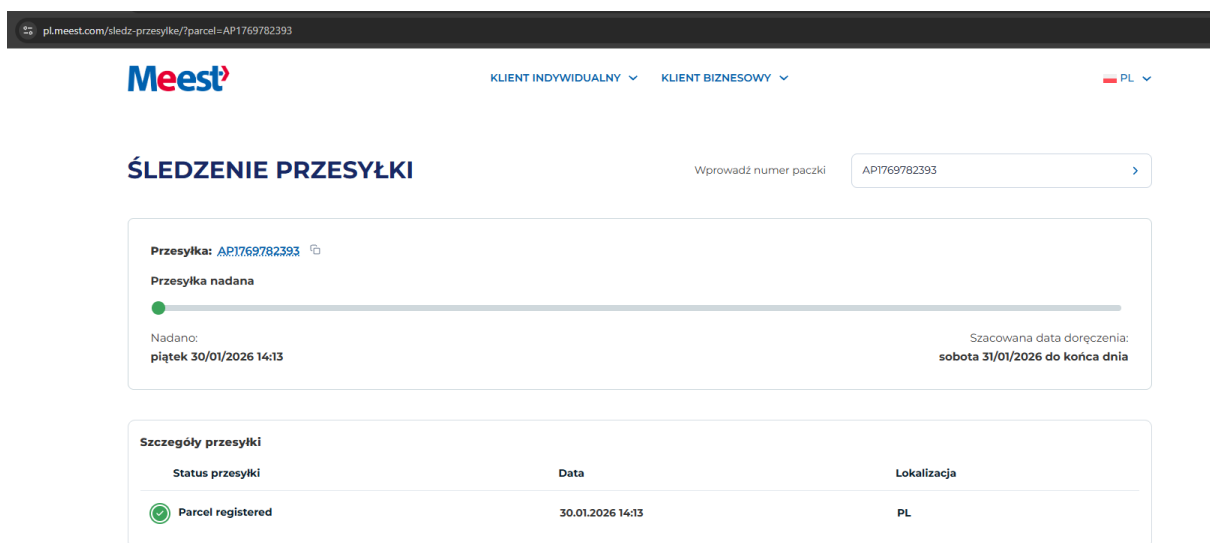 pl.meest.com/sledz-przesylke/?parcel=AP1769782393
Meest
KLIENT INDYWIDUALNY KLIENT BIZNESOWY PL
ŚLEDZENIE PRZESYŁKI Wprowadź numer paczki AP1769782393
Przesyłka: AP1769782393
Przesyłka nadana
Nadano: Szacowana data doręczenia:
piątek 30/01/2026 14:13 sobota 31/01/2026 do końca dnia
Szczegóły przesyłki
Status przesyłki Data Lokalizacja
Parcel registered 30.01.2026 14:13 PL